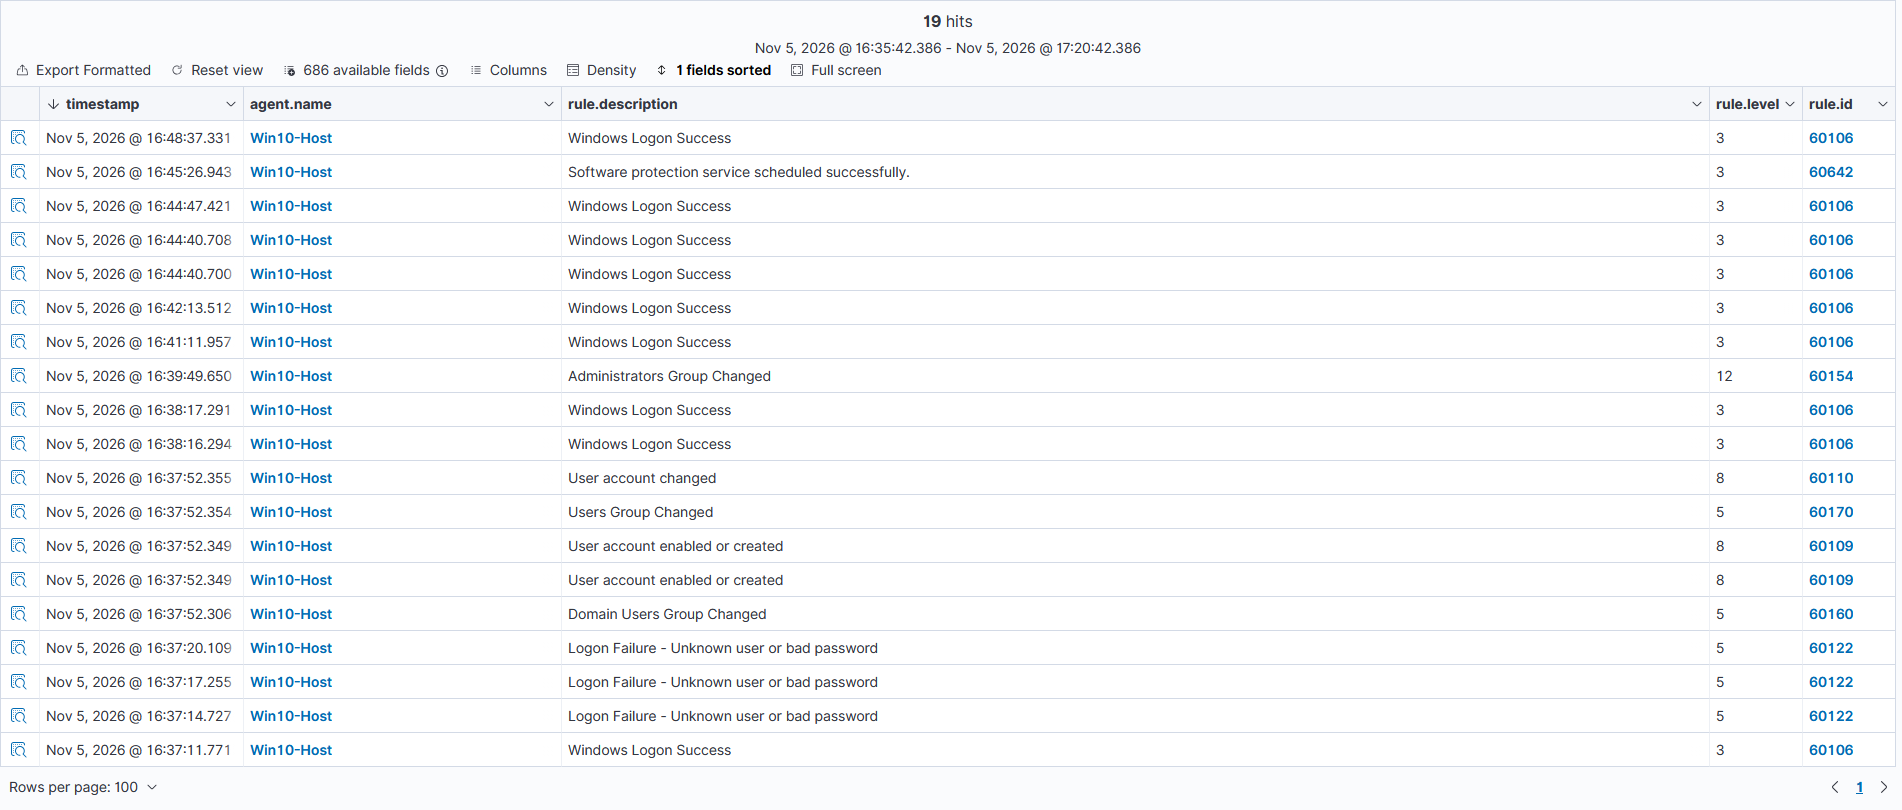 19 hits
Nov 5, 2026 @ 16:35:42.386 - Nov 5, 2026 @ 17:20:42.386
Export Formatted Reset view 686 available fields Columns Density 1 fields sorted Full screen
timestamp agent.name rule.description rule.level rule.id
Nov 5, 2026 @ 16:48:37.331 Win10-Host Windows Logon Success 3 60106
Nov 5, 2026 @ 16:45:26.943 Win10-Host Software protection service scheduled successfully. 3 60642
Nov 5, 2026 @ 16:44:47.421 Win10-Host Windows Logon Success 3 60106
Nov 5, 2026 @ 16:44:40.708 Win10-Host Windows Logon Success 3 60106
Nov 5, 2026 @ 16:44:40.700 Win10-Host Windows Logon Success 3 60106
Nov 5, 2026 @ 16:42:13.512 Win10-Host Windows Logon Success 3 60106
Nov 5, 2026 @ 16:41:11.957 Win10-Host Windows Logon Success 3 60106
Nov 5, 2026 @ 16:39:49.650 Win10-Host Administrators Group Changed 12 60154
Nov 5, 2026 @ 16:38:17.291 Win10-Host Windows Logon Success 3 60106
Nov 5, 2026 @ 16:38:16.294 Win10-Host Windows Logon Success 3 60106
Nov 5, 2026 @ 16:37:52.355 Win10-Host User account changed 8 60110
Nov 5, 2026 @ 16:37:52.354 Win10-Host Users Group Changed 5 60170
Nov 5, 2026 @ 16:37:52.349 Win10-Host User account enabled or created 8 60109
Nov 5, 2026 @ 16:37:52.349 Win10-Host User account enabled or created 8 60109
Nov 5, 2026 @ 16:37:52.306 Win10-Host Domain Users Group Changed 5 60160
Nov 5, 2026 @ 16:37:20.109 Win10-Host Logon Failure - Unknown user or bad password 5 60122
Nov 5, 2026 @ 16:37:17.255 Win10-Host Logon Failure - Unknown user or bad password 5 60122
Nov 5, 2026 @ 16:37:14.727 Win10-Host Logon Failure - Unknown user or bad password 5 60122
Nov 5, 2026 @ 16:37:11.771 Win10-Host Windows Logon Success 3 60106
Rows per page: 100 1